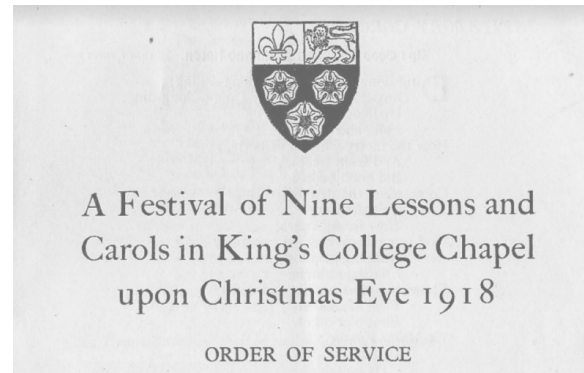 A Festival of Nine Lessons and
Carols in King's College Chapel
upon Christmas Eve 1918
ORDER OF SERVICE